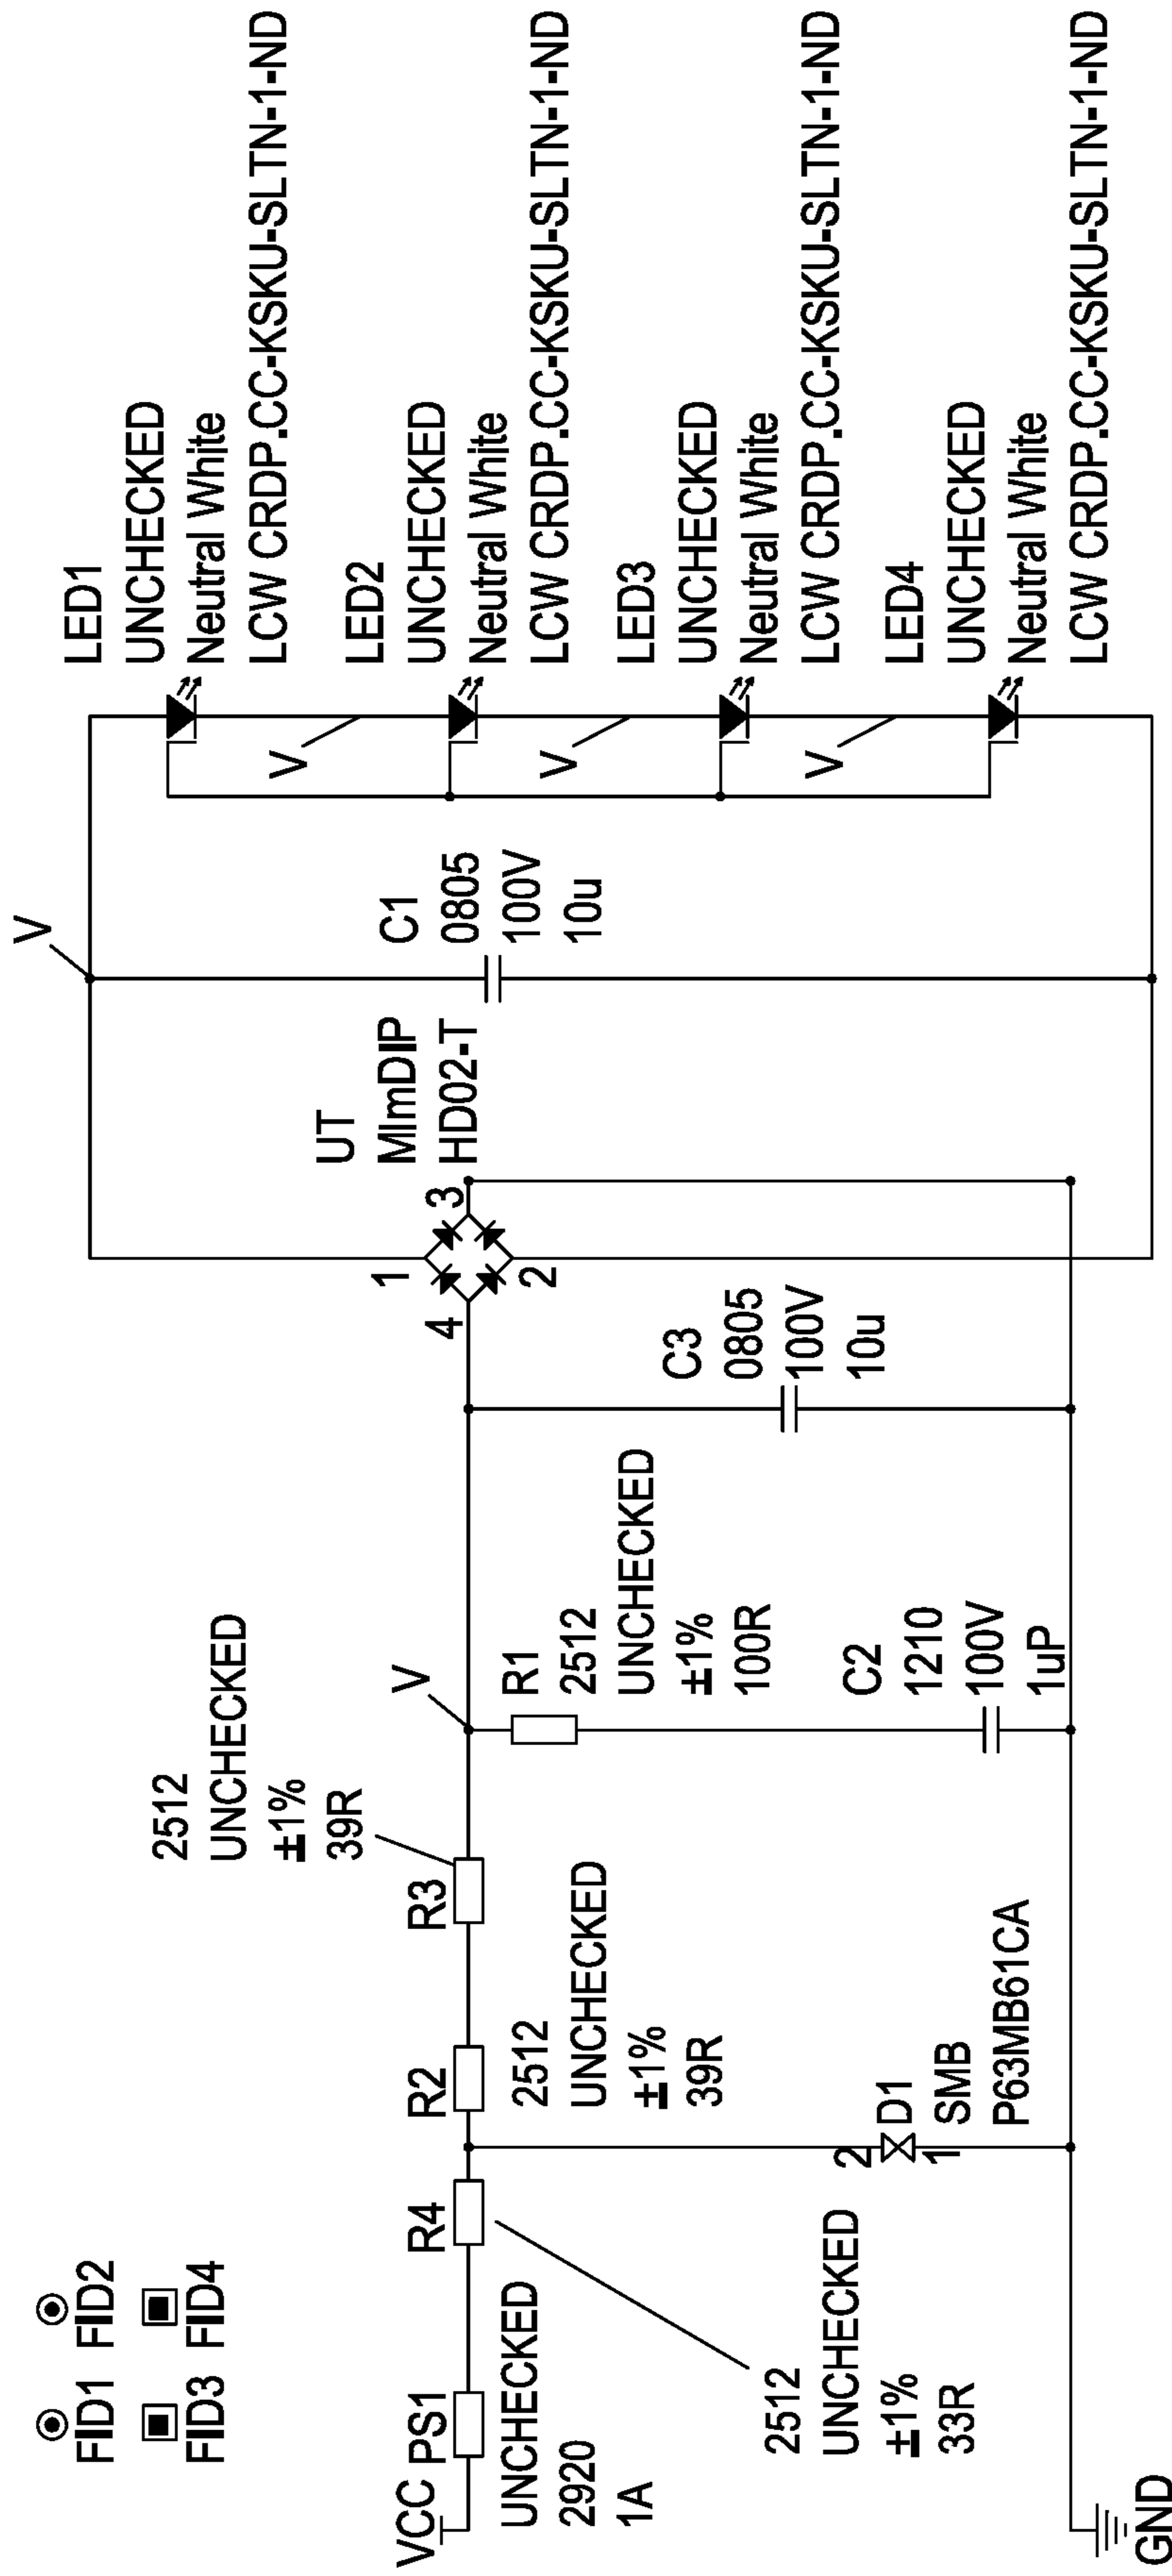 FID1
FID2
FID3
FID4
VCC
PS1
UNCHECKED
2920
1A
R4
2512
UNCHECKED
±1%
33R
R2
2512
UNCHECKED
±1%
39R
R3
2512
UNCHECKED
±1%
39R
2
D1
1
SMB
P63MB61CA
V
R1
2512
UNCHECKED
±1%
100R
C2
1210
100V
1uP
C3
0805
100V
10u
4
1
3
2
UT
MlmDIP
HD02-T
V
C1
0805
100V
10u
V
V
V
LED1
UNCHECKED
Neutral White
LCW CRDP.CC-KSKU-SLTN-1-ND
LED2
UNCHECKED
Neutral White
LCW CRDP.CC-KSKU-SLTN-1-ND
LED3
UNCHECKED
Neutral White
LCW CRDP.CC-KSKU-SLTN-1-ND
LED4
UNCHECKED
Neutral White
LCW CRDP.CC-KSKU-SLTN-1-ND
GND